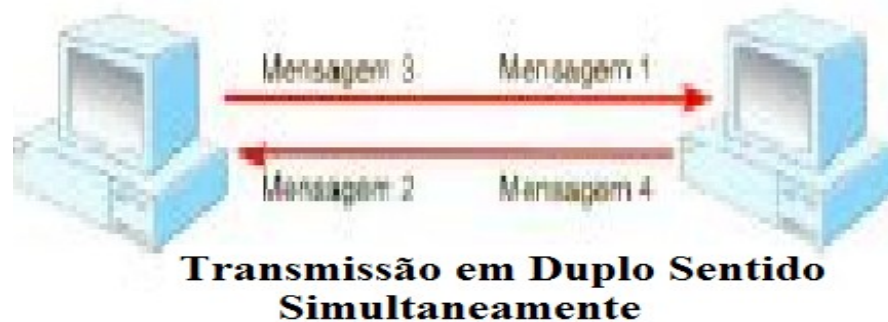 Mensagem 3 Mensagem 1
Mensagem 2 Mensagem 4
Transmissão em Duplo Sentido
Simultaneamente